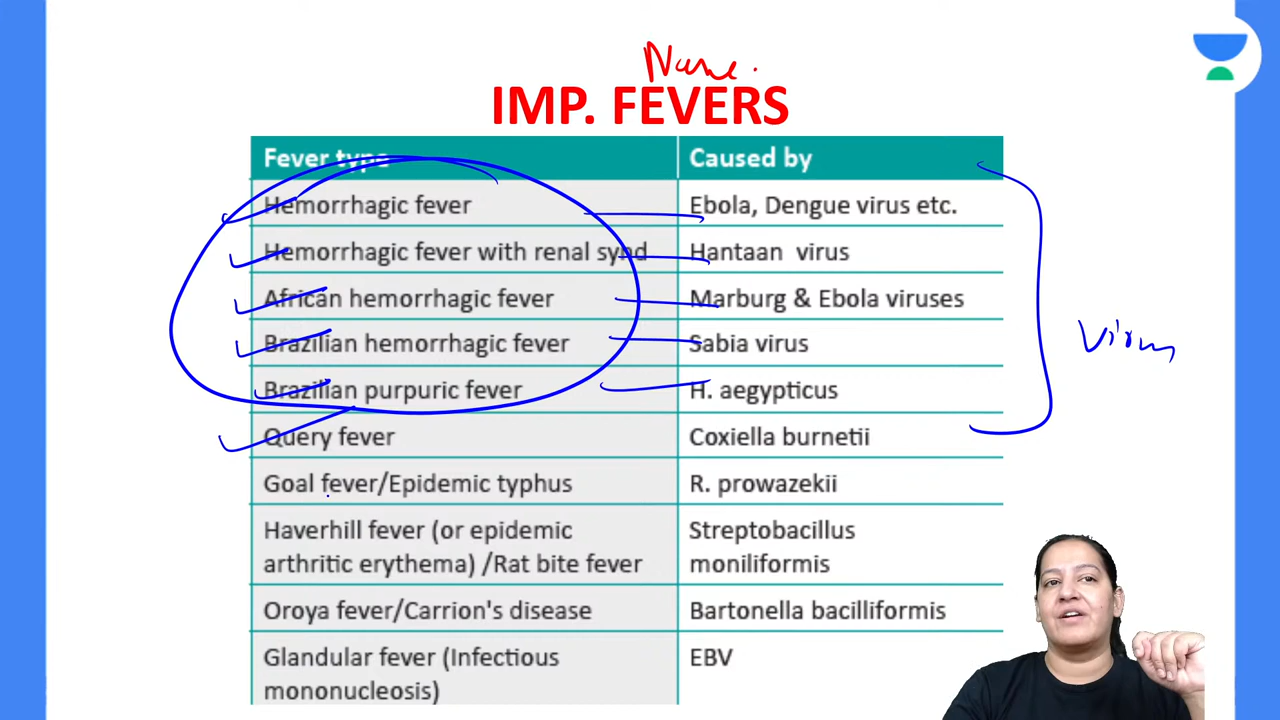 Name.
IMP. FEVERS
Fever type Caused by
Hemorrhagic fever Ebola, Dengue virus etc.
Hemorrhagic fever with renal synd Hantaan virus
African hemorrhagic fever Marburg & Ebola viruses
Brazilian hemorrhagic fever Sabia virus
Virus
Brazilian purpuric fever H. aegypticus
Query fever Coxiella burnetii
Goal fever/Epidemic typhus R. prowazekii
Haverhill fever (or epidemic Streptobacillus
arthritic erythema) /Rat bite fever moniliformis
Oroya fever/Carrion's disease Bartonella bacilliformis
Glandular fever (Infectious EBV
mononucleosis)